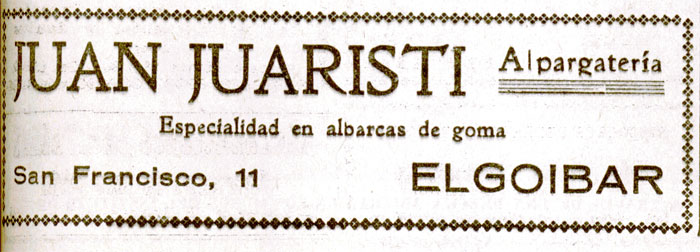 JUAN JUARISTI Alpargatería
Especialidad en albarcas de goma
San Francisco, 11 ELGOIBAR